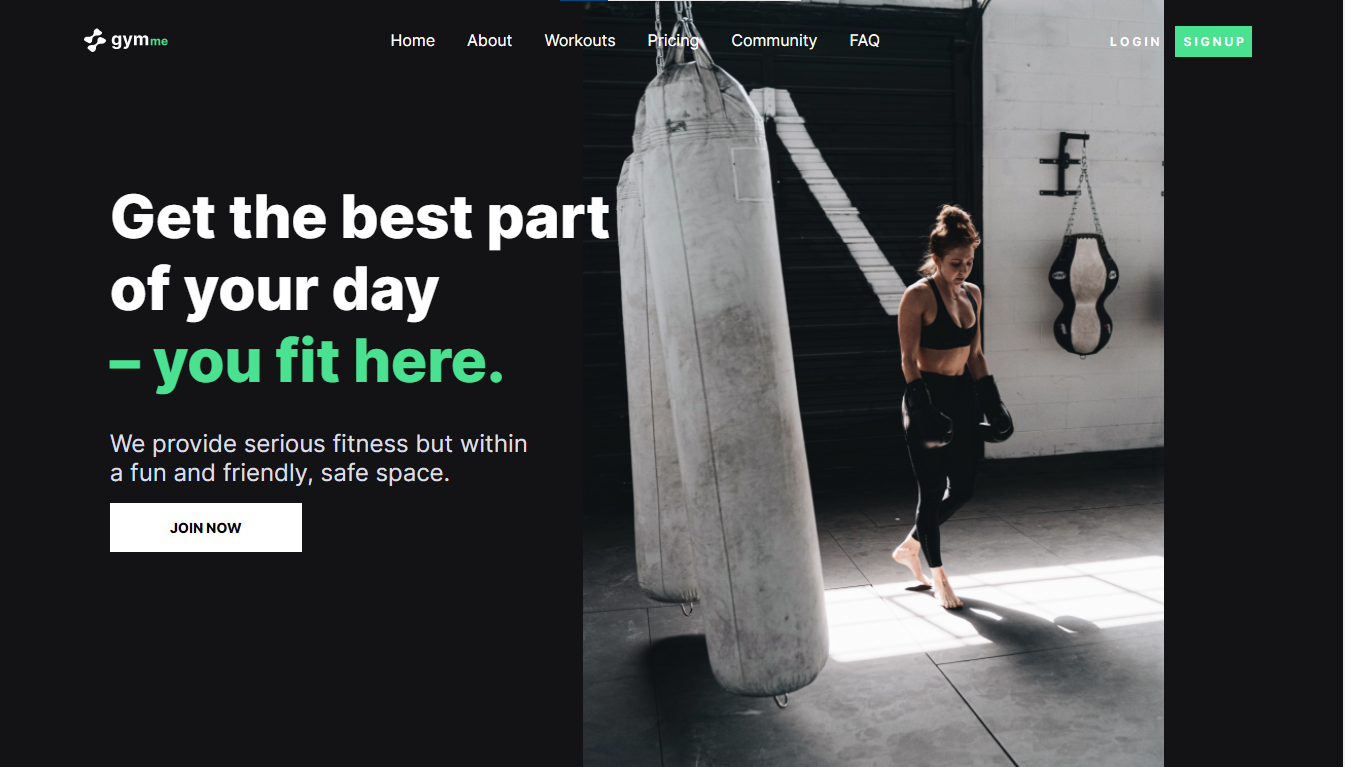 gymme
Home About Workouts Pricing Community FAQ
LOGIN SIGNUP
Get the best part
of your day
– you fit here.
We provide serious fitness but within
a fun and friendly, safe space.
JOIN NOW